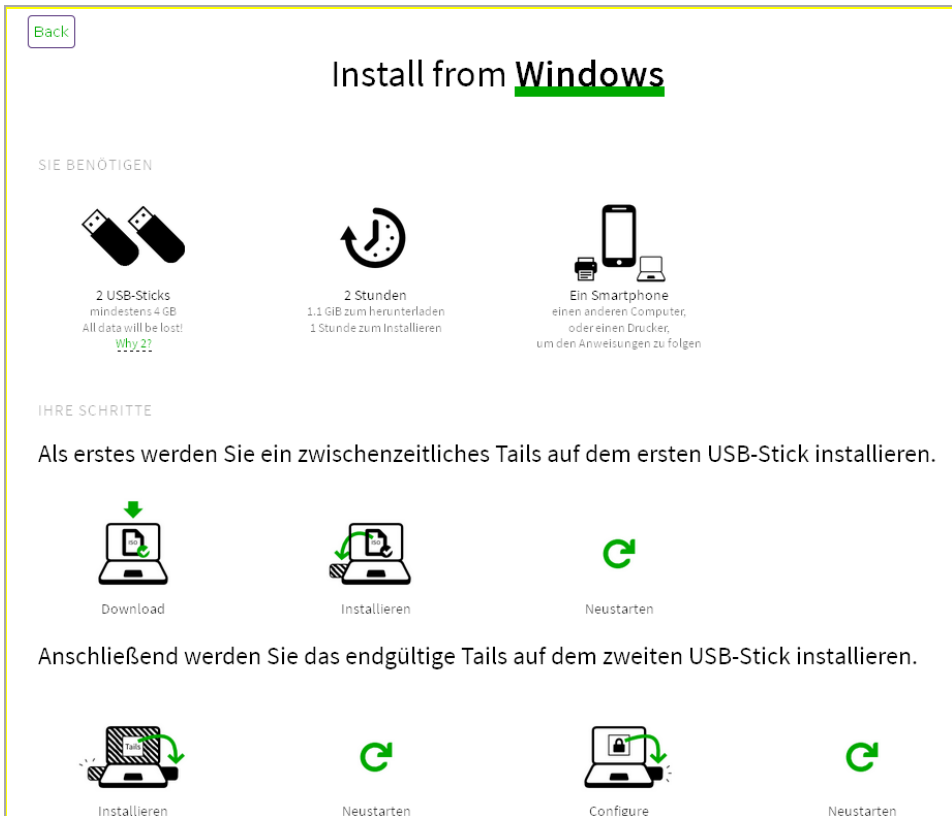 Back
Install from Windows
SIE BENÖTIGEN
2 USB-Sticks
mindestens 4 GB
All data will be lost!
Why 2?
2 Stunden
1.1 GiB zum herunterladen
1 Stunde zum Installieren
Ein Smartphone
einen anderen Computer,
oder einen Drucker,
um den Anweisungen zu folgen
IHRE SCHRITTE
Als erstes werden Sie ein zwischenzeitliches Tails auf dem ersten USB-Stick installieren.
ISO
Download
ISO
Installieren
Neustarten
Anschließend werden Sie das endgültige Tails auf dem zweiten USB-Stick installieren.
Tails
Installieren
Neustarten
Configure
Neustarten